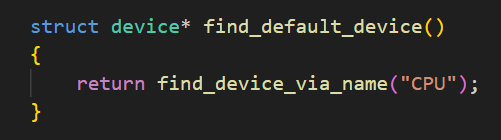 struct device* find_default_device()
{
    return find_device_via_name("CPU");
}